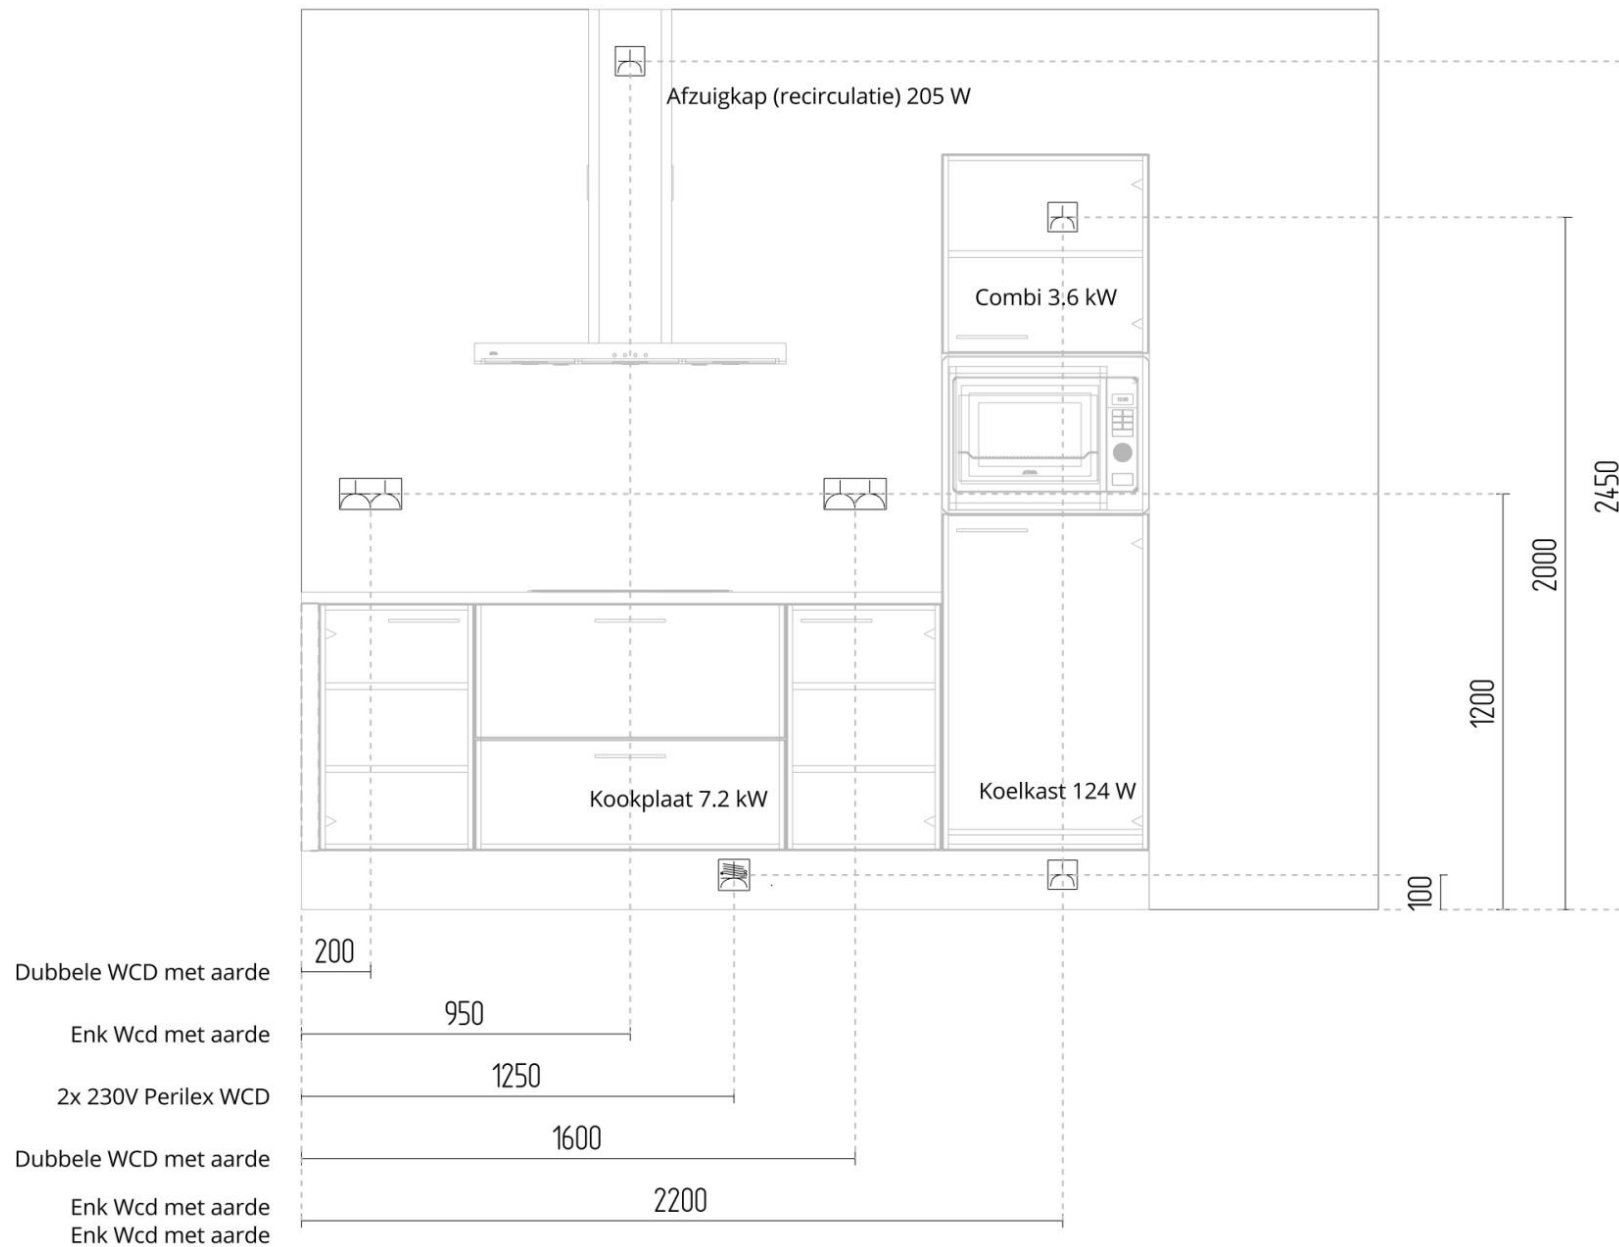 Afzuigkap (recirculatie) 205 W
Combi 3.6 kW
2450
2000
1200
Kookplaat 7.2 kW
Koelkast 124 W
100
200
Dubbele WCD met aarde
950
Enk Wcd met aarde
1250
2x 230V Perilex WCD
1600
Dubbele WCD met aarde
2200
Enk Wcd met aarde
Enk Wcd met aarde